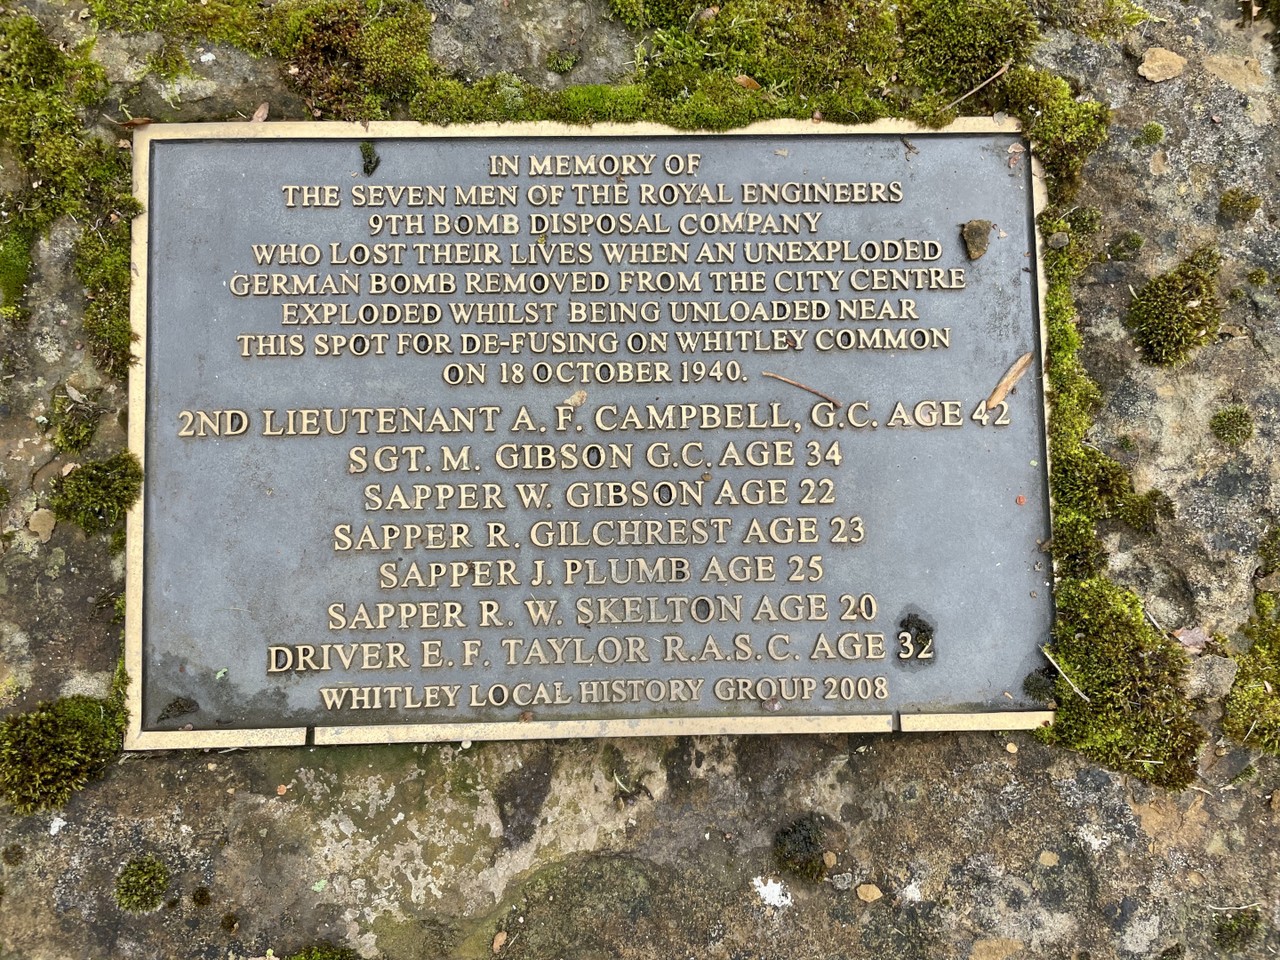 IN MEMORY OF
THE SEVEN MEN OF THE ROYAL ENGINEERS
9TH BOMB DISPOSAL COMPANY
WHO LOST THEIR LIVES WHEN AN UNEXPLODED
GERMAN BOMB REMOVED FROM THE CITY CENTRE
EXPLODED WHILST BEING UNLOADED NEAR
THIS SPOT FOR DE-FUSING ON WHITLEY COMMON
ON 18 OCTOBER 1940.
2ND LIEUTENANT A. F. CAMPBELL, G.C. AGE 42
SGT. M. GIBSON G.C. AGE 34
SAPPER W. GIBSON AGE 22
SAPPER R. GILCHREST AGE 23
SAPPER J. PLUMB AGE 25
SAPPER R. W. SKELTON AGE 20
DRIVER E. F. TAYLOR R.A.S.C. AGE 32
WHITLEY LOCAL HISTORY GROUP 2008